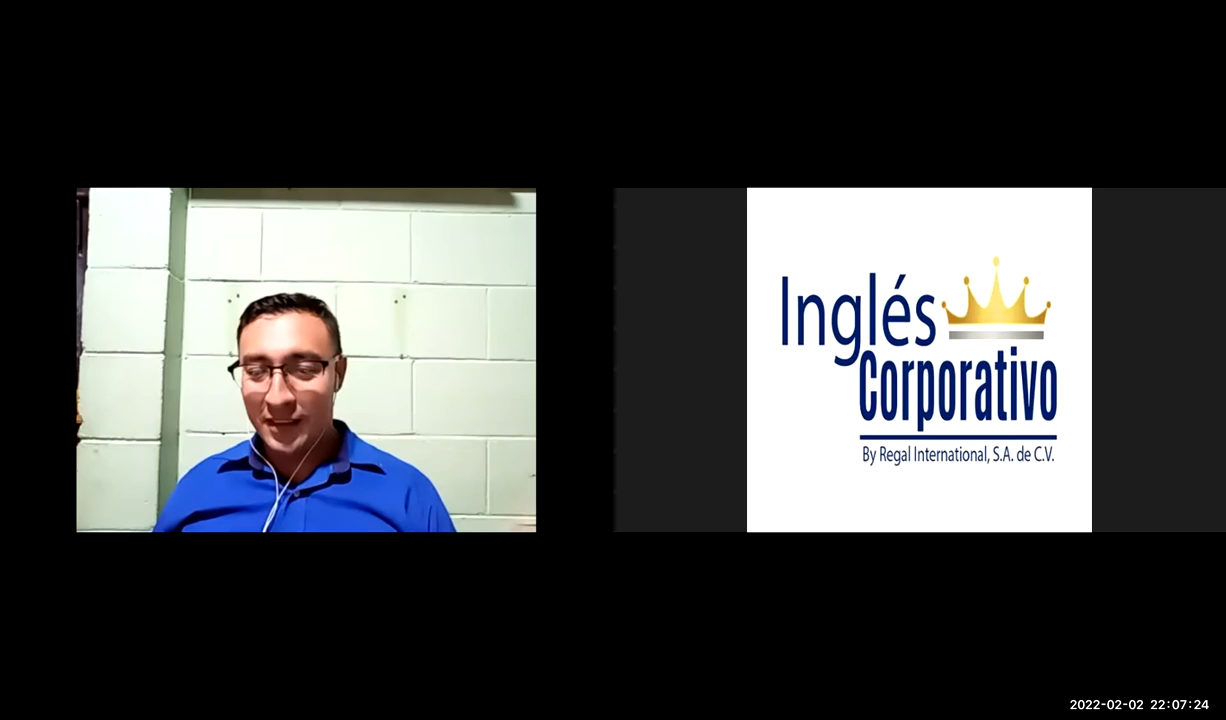 Inglés
Corporativo
By Regal International, S.A. de C.V.
2022-02-02 22:07:24